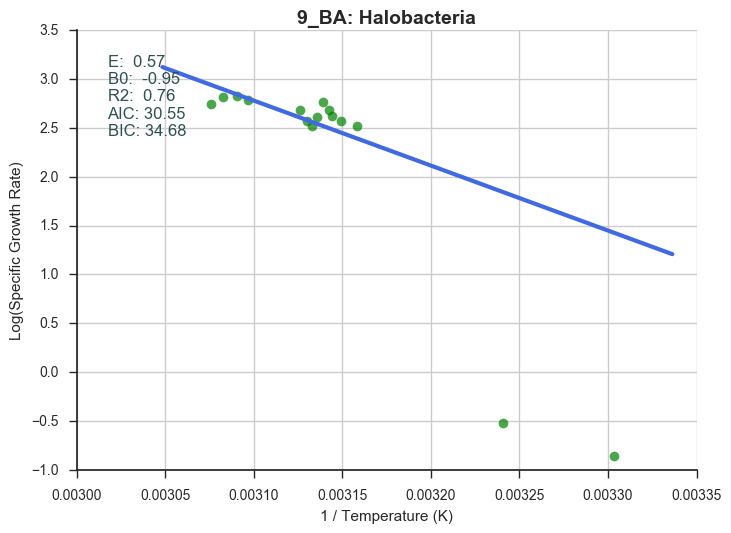 9_BA: Halobacteria
E:  0.57
B0:  -0.95
R2:  0.76
AIC: 30.55
BIC: 34.68
Log(Specific Growth Rate)
3.5
3.0
2.5
2.0
1.5
1.0
0.5
0.0
−0.5
−1.0
0.00300 0.00305 0.00310 0.00315 0.00320 0.00325 0.00330 0.00335
1 / Temperature (K)